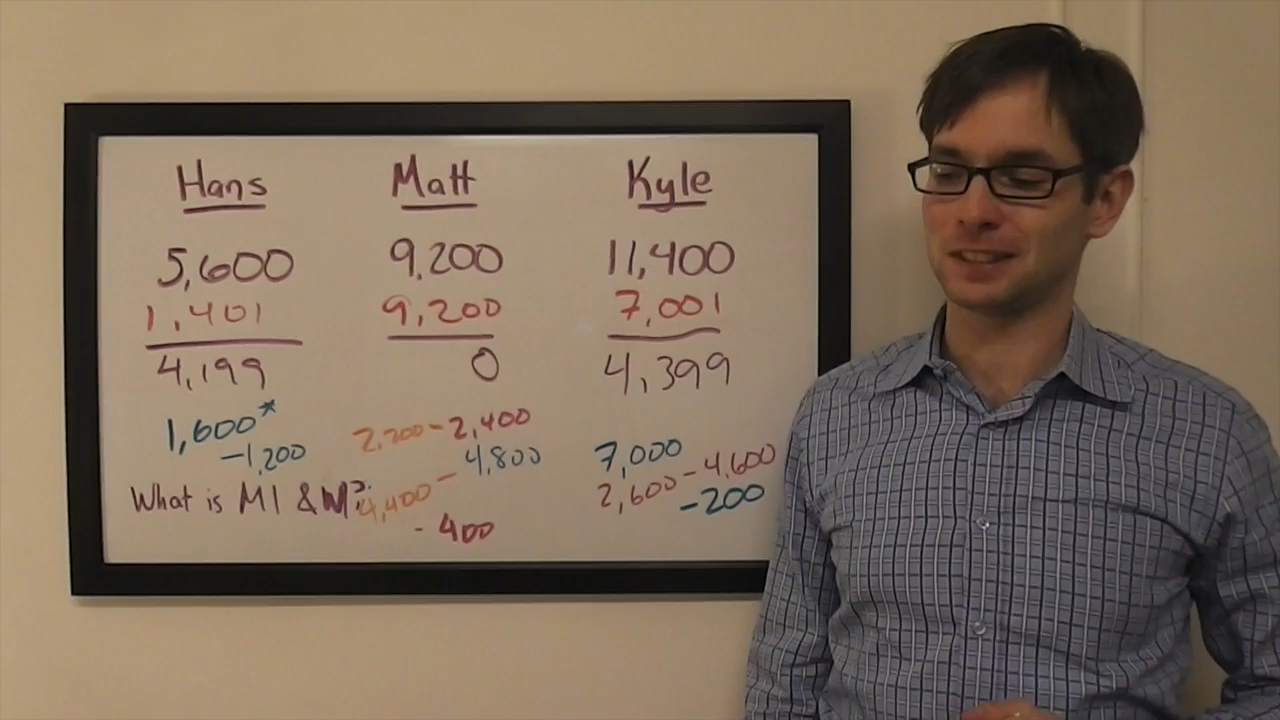 Hans Matt Kyle
5,600 9,200 11,400
1,401 9,200 7,001
4,199 0 4,399
1,600* 2,200 - 2,400 7,000
-1,200 - 4,800 2,600 - 4,600
What is M1 & M? 4,400 -200
- 400